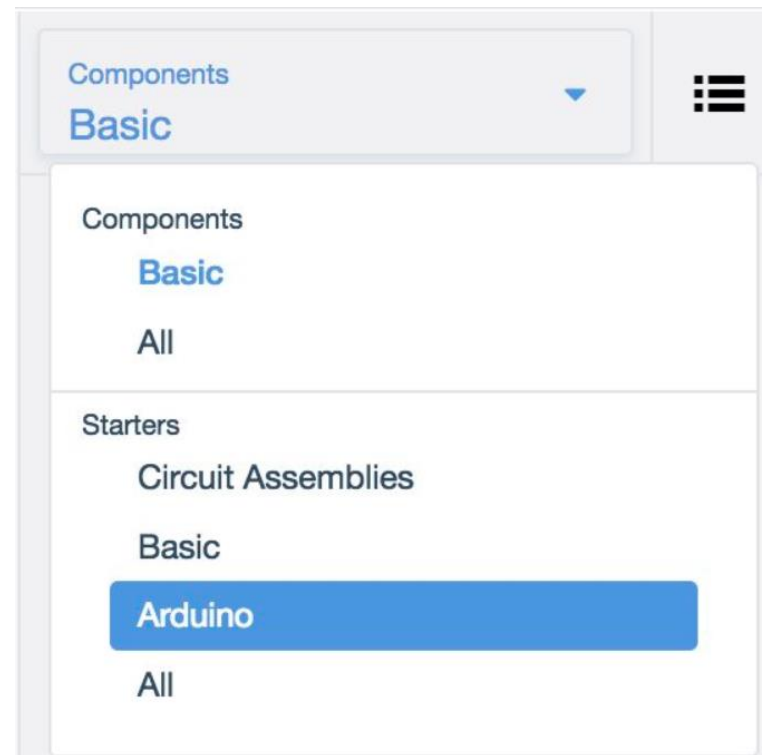 Components
Basic
Components
Basic
All
Starters
Circuit Assemblies
Basic
Arduino
All